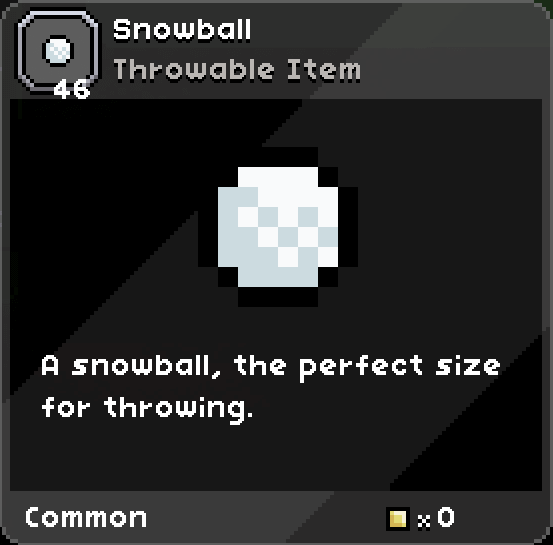 Snowball
Throwable Item
46
A snowball, the perfect size
for throwing.
Common
x0